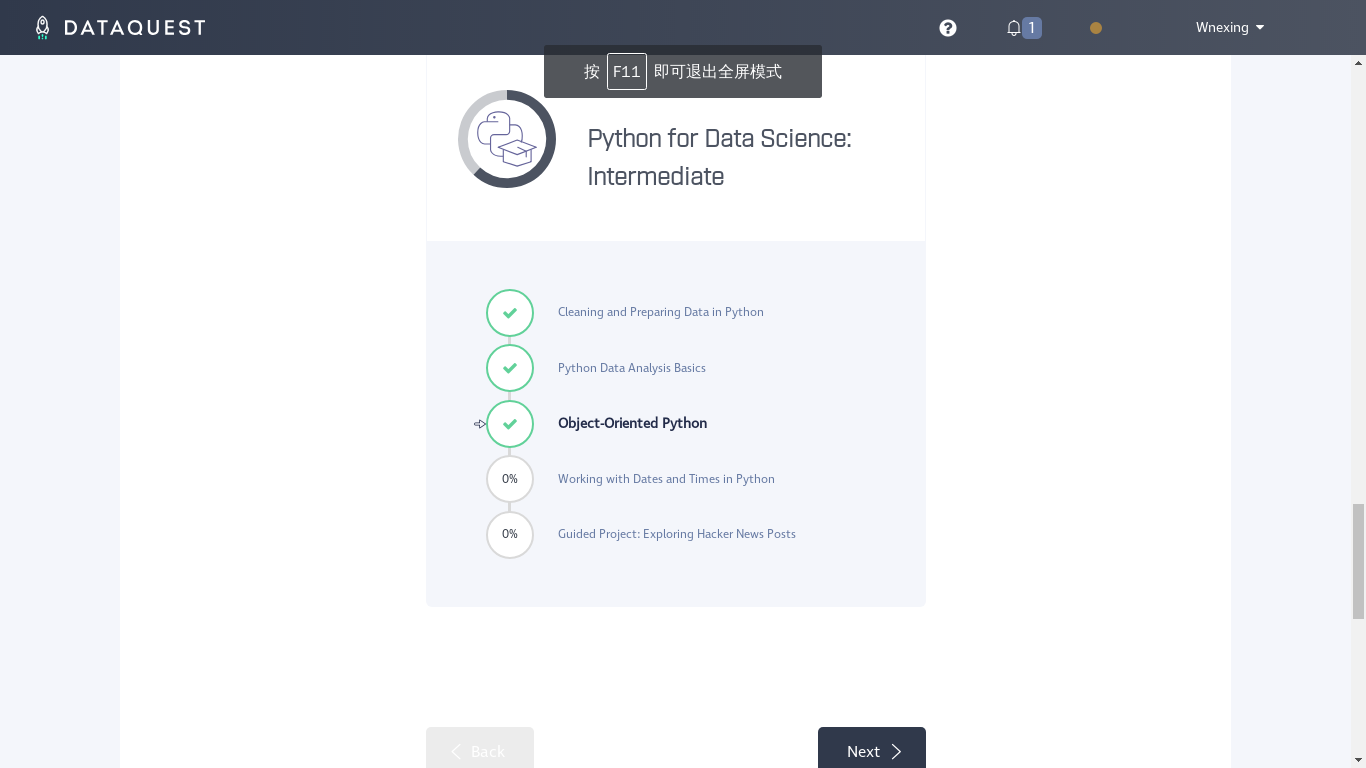 DATAQUEST
1
Wnexing
按 F11 即可退出全屏模式
Python for Data Science:
Intermediate
Cleaning and Preparing Data in Python
Python Data Analysis Basics
Object-Oriented Python
0% Working with Dates and Times in Python
0% Guided Project: Exploring Hacker News Posts
Back
Next